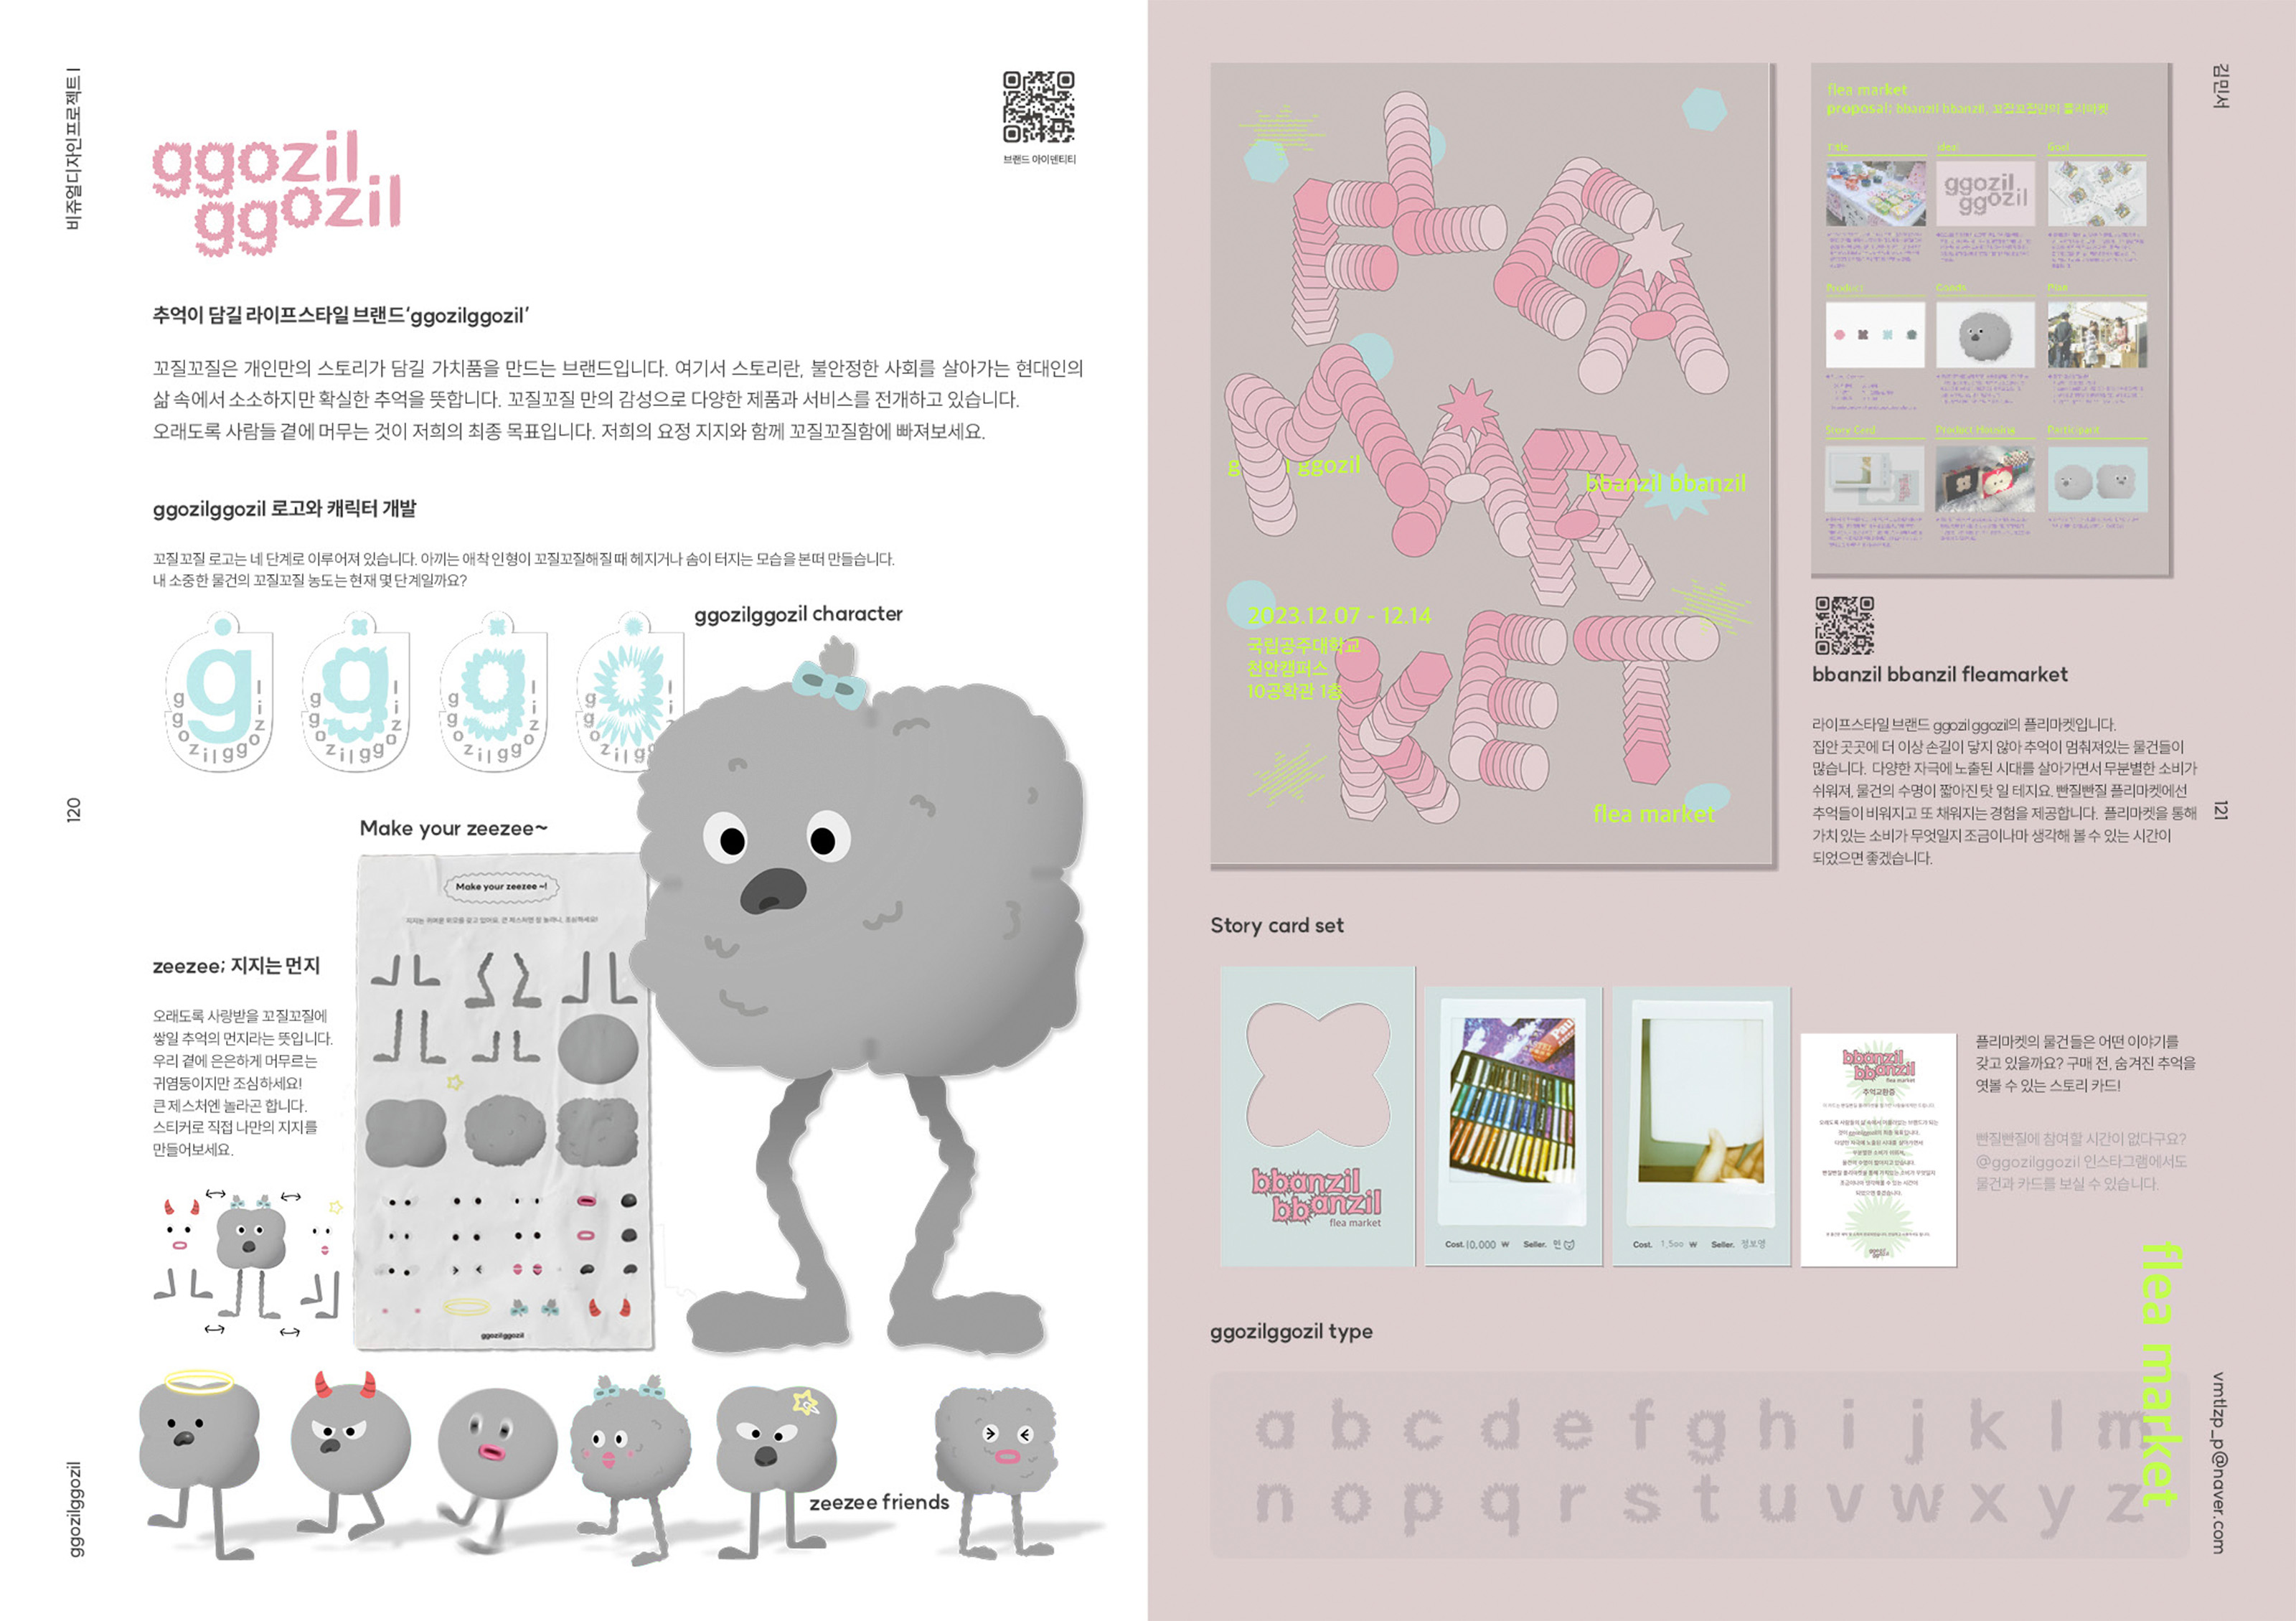 비쥬얼디자인프로젝트 I
120
ggozilggozil
ggozil
ggozil
브랜드 아이덴티티
추억이 담길 라이프스타일 브랜드‘ggozilggozil’
꼬질꼬질은 개인만의 스토리가 담길 가치품을 만드는 브랜드입니다. 여기서 스토리란, 불안정한 사회를 살아가는 현대인의
삶 속에서 소소하지만 확실한 추억을 뜻합니다. 꼬질꼬질 만의 감성으로 다양한 제품과 서비스를 전개하고 있습니다.
오래도록 사람들 곁에 머무는 것이 저희의 최종 목표입니다. 저희의 요정 지지와 함께 꼬질꼬질함에 빠져보세요.
ggozilggozil 로고와 캐릭터 개발
꼬질꼬질 로고는 네 단계로 이루어져 있습니다. 아끼는 애착 인형이 꼬질꼬질해질 때 헤지거나 솜이 터지는 모습을 본떠 만들습니다.
내 소중한 물건의 꼬질꼬질 농도는 현재 몇 단계일까요?
g ggozilggozil
g ggozilggozil
g ggozilggozil
g ggozilgg
ggozilggozil character
Make your zeezee~
Make your zeezee ~!
ggozilggozil
zeezee; 지지는 먼지
오래도록 사랑받을 꼬질꼬질에
쌓일 추억의 먼지라는 뜻입니다.
우리 곁에 은은하게 머무르는
귀염둥이지만 조심하세요!
큰 제스처엔 놀라곤 합니다.
스티커로 직접 나만의 지지를
만들어보세요.
zeezee friends
FLEA
MARKET
ggozil
bbanzil bbanzil
2023.12.07 - 12.14
국립공주대학교
천안캠퍼스
10공학관 1층
flea market
flea market
proposal: bbanzil bbanzil, 꼬질꼬질만의 플리마켓
Title
Ideal
Goal
ggozil
ggozil
Product
Goods
Plan
Story Card
Product Housing
Participant
bbanzil bbanzil fleamarket
라이프스타일 브랜드 ggozil ggozil의 플리마켓입니다.
집안 곳곳에 더 이상 손길이 닿지 않아 추억이 멈춰져있는 물건들이
많습니다. 다양한 자극에 노출된 시대를 살아가면서 무분별한 소비가
쉬워져, 물건의 수명이 짧아진 탓 일 테지요. 빤질빤질 플리마켓에선
추억들이 비워지고 또 채워지는 경험을 제공합니다. 플리마켓을 통해
가치 있는 소비가 무엇일지 조금이나마 생각해 볼 수 있는 시간이
되었으면 좋겠습니다.
Story card set
bbanzil
bbanzil
flea market
Cost. 10,000 ₩ Seller. 민
Cost. 1,500 ₩ Seller. 정보영
bbanzil
bbanzil
flea market
추억교환증
플리마켓의 물건들은 어떤 이야기를
갖고 있을까요? 구매 전, 숨겨진 추억을
엿볼 수 있는 스토리 카드!
빤질빤질에 참여할 시간이 없다구요?
@ggozilggozil 인스타그램에서도
물건과 카드를 보실 수 있습니다.
ggozilggozil type
a b c d e f g h i j k l m
n o p q r s t u v w x y z
flea market
김민서
121
vmtlzp_p@naver.com